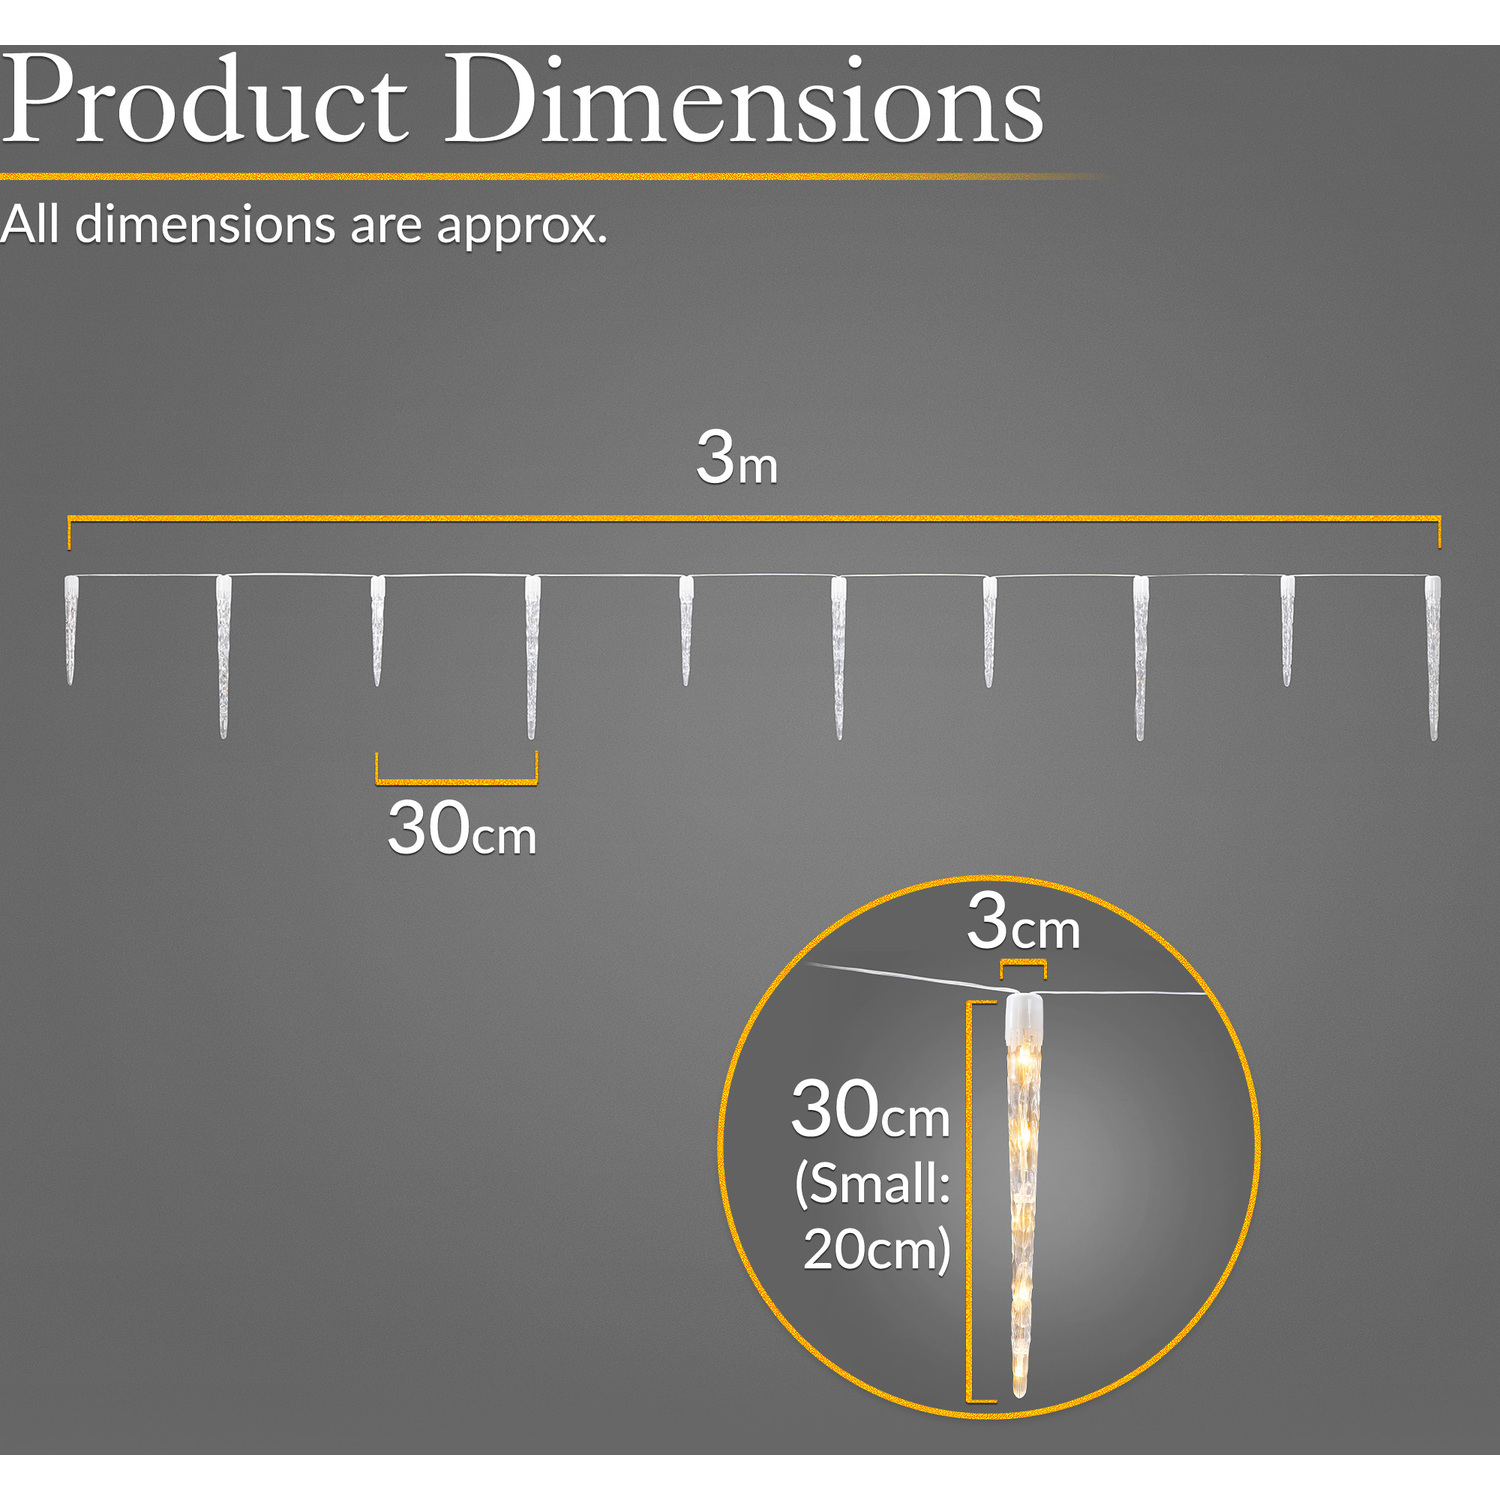 Product Dimensions
All dimensions are approx.
3m
30cm
3cm
30cm
(Small:
20cm)